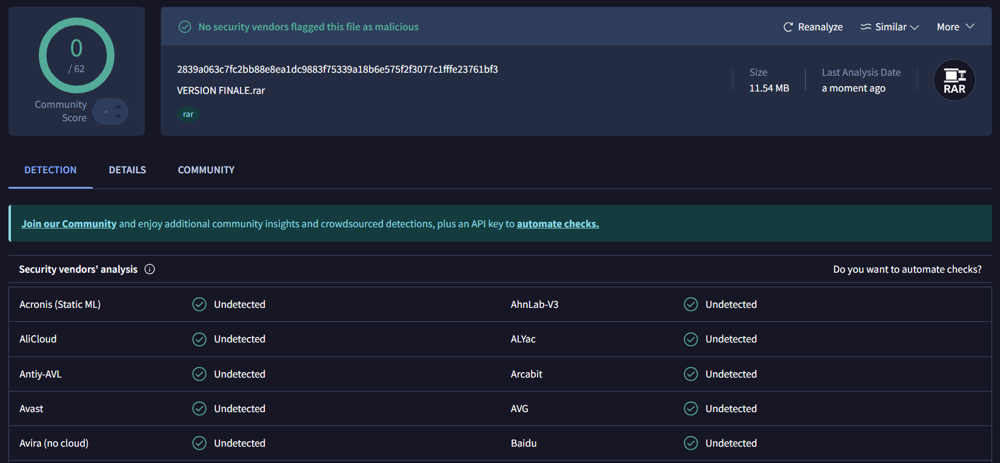 0
/ 62
Community
Score
No security vendors flagged this file as malicious
Reanalyze
Similar
More
2839a063c7fc2bb88e8ea1dc9883f75339a18b6e575f2f3077c1fffe23761bf3
VERSION FINALE.rar
rar
Size
11.54 MB
Last Analysis Date
a moment ago
E
RAR
DETECTION
DETAILS
COMMUNITY
Join our Community and enjoy additional community insights and crowdsourced detections, plus an API key to automate checks.
Security vendors' analysis
Do you want to automate checks?
Acronis (Static ML)
Undetected
AhnLab-V3
Undetected
AliCloud
Undetected
ALYac
Undetected
Antiy-AVL
Undetected
Arcabit
Undetected
Avast
Undetected
AVG
Undetected
Avira (no cloud)
Undetected
Baidu
Undetected